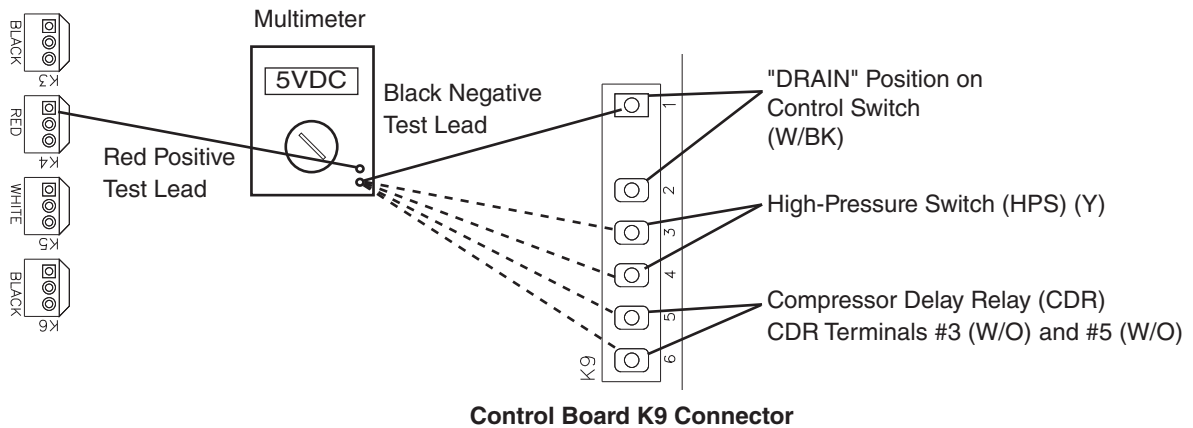 Multimeter
5VDC
Black Negative
Test Lead
Red Positive
Test Lead
BLACK
K3
RED
K4
WHITE
K5
BLACK
K6
1
2
3
4
5
6
K9
"DRAIN" Position on
Control Switch
(W/BK)
High-Pressure Switch (HPS) (Y)
Compressor Delay Relay (CDR)
CDR Terminals #3 (W/O) and #5 (W/O)
Control Board K9 Connector